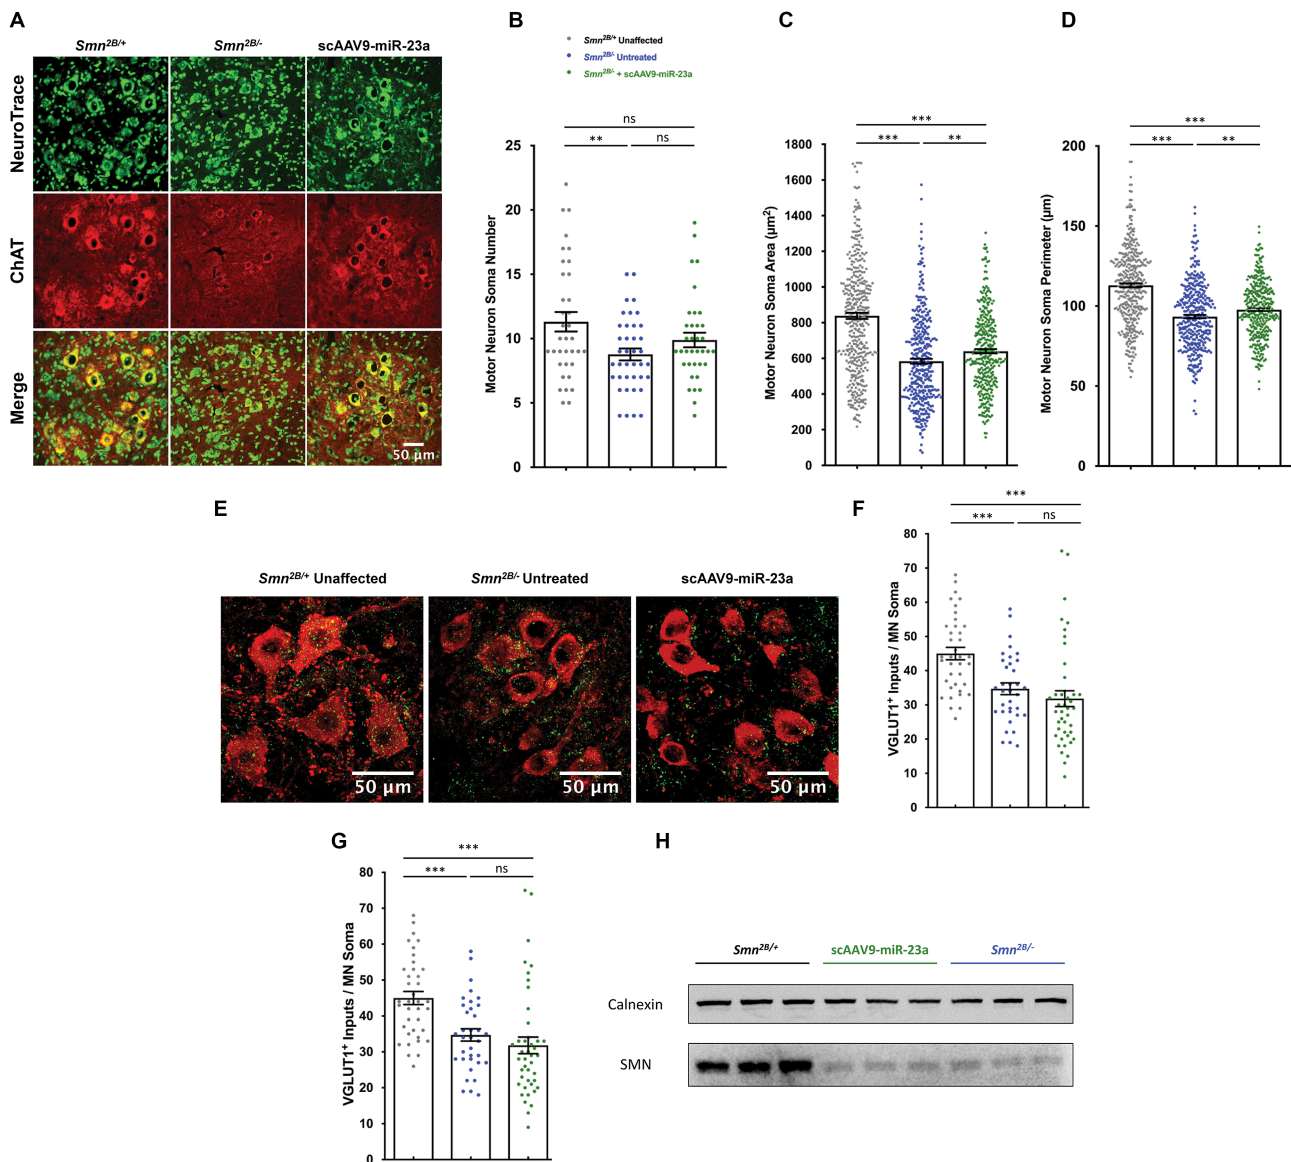 A
Smn2B/+
Smn2B/-
scAAV9-miR-23a
NeuroTrace
ChAT
Merge
50 µm
B
Smn2B/+ Unaffected
Smn2B/- Untreated
Smn2B/- + scAAV9-miR-23a
ns
**
ns
Motor Neuron Soma Number
25
20
15
10
5
0
C
***
***
**
Motor Neuron Soma Area (µm2)
1800
1600
1400
1200
1000
800
600
400
200
0
D
***
***
**
Motor Neuron Soma Perimeter (µm)
200
150
100
50
0
E
Smn2B/+ Unaffected
Smn2B/- Untreated
scAAV9-miR-23a
50 µm
50 µm
50 µm
F
***
***
ns
VGLUT1+ Inputs / MN Soma
80
70
60
50
40
30
20
10
0
G
***
***
ns
VGLUT1+ Inputs / MN Soma
80
70
60
50
40
30
20
10
0
H
Smn2B/+
scAAV9-miR-23a
Smn2B/-
Calnexin
SMN